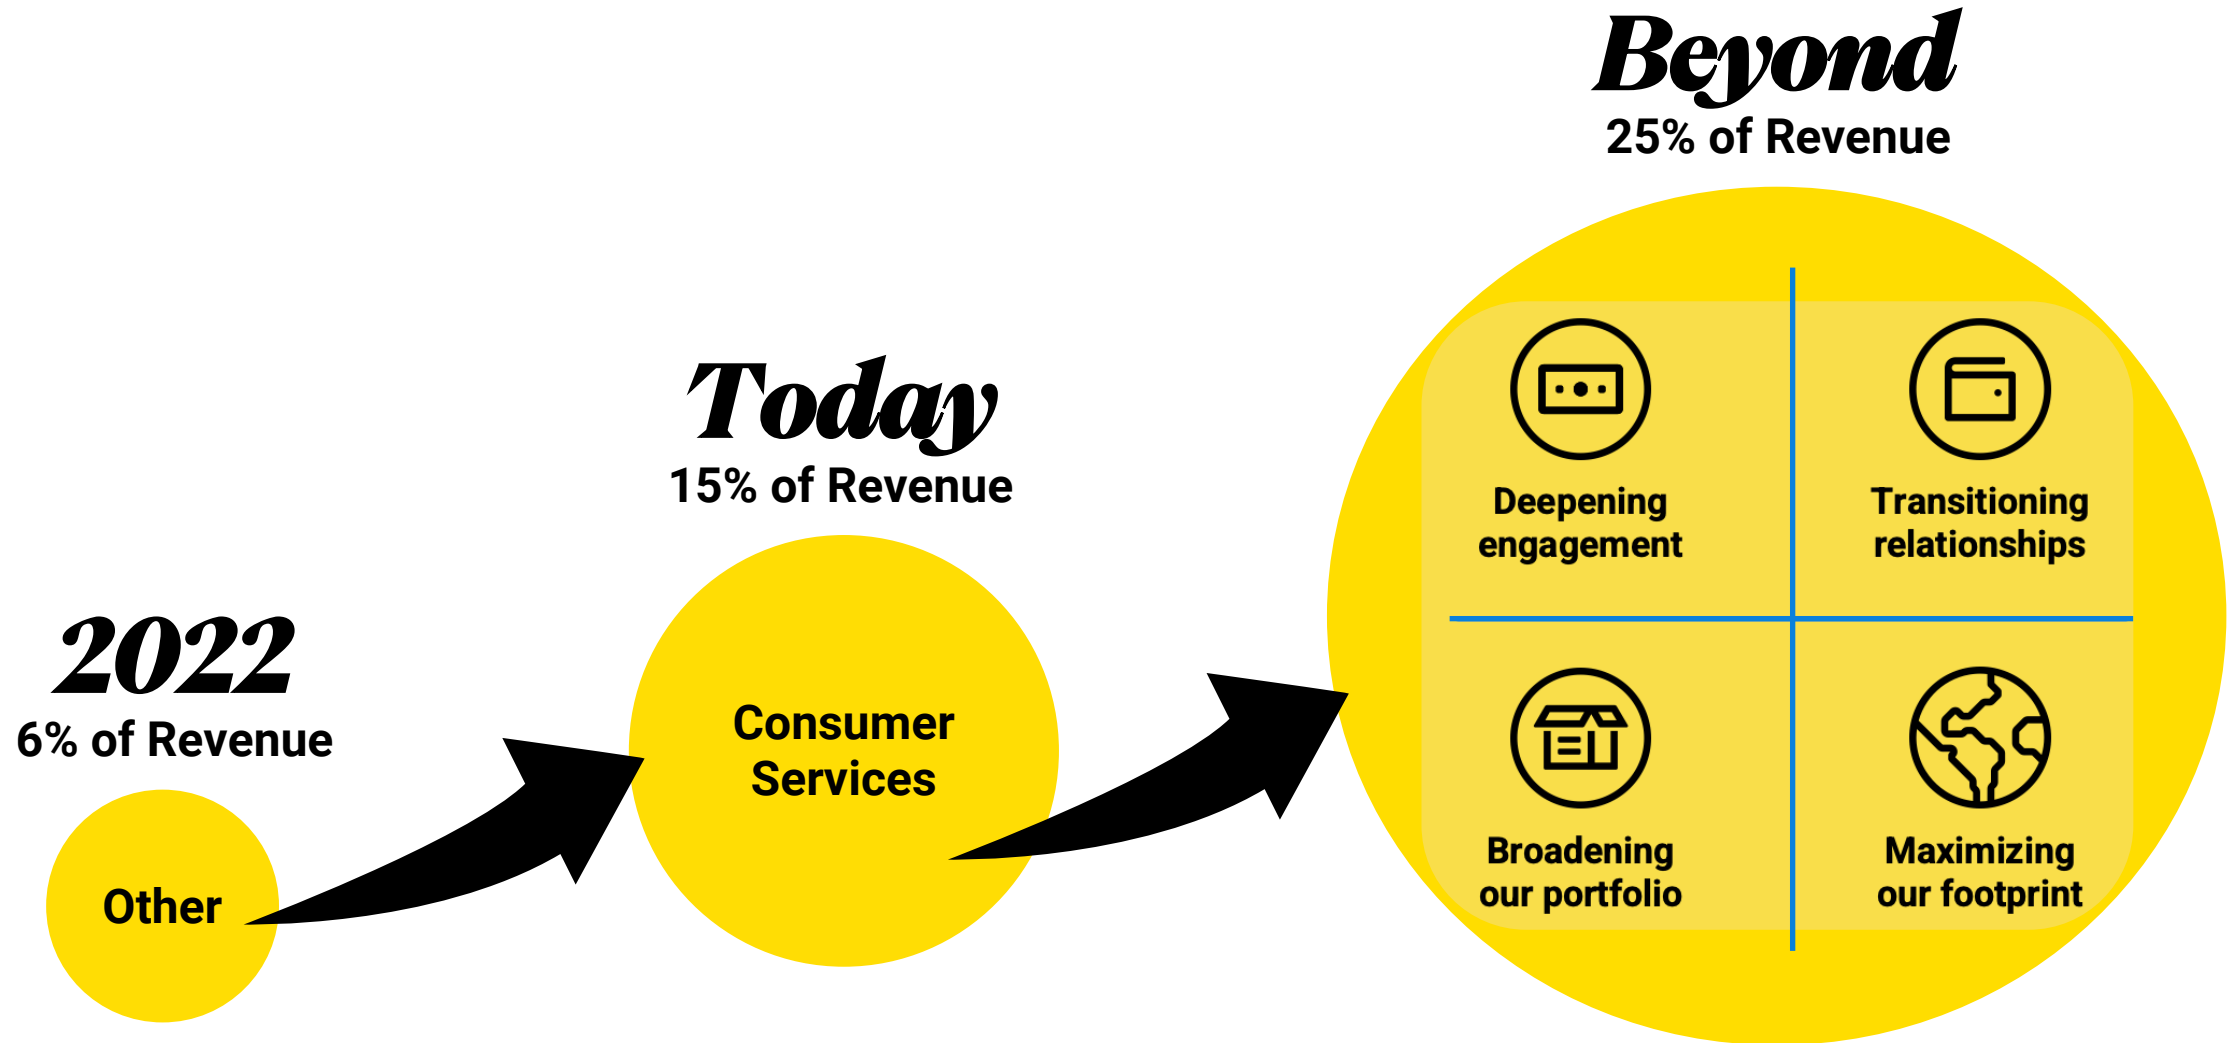 2022
6% of Revenue
Other
Today
15% of Revenue
Consumer
Services
Beyond
25% of Revenue
Deepening
engagement
Transitioning
relationships
Broadening
our portfolio
Maximizing
our footprint